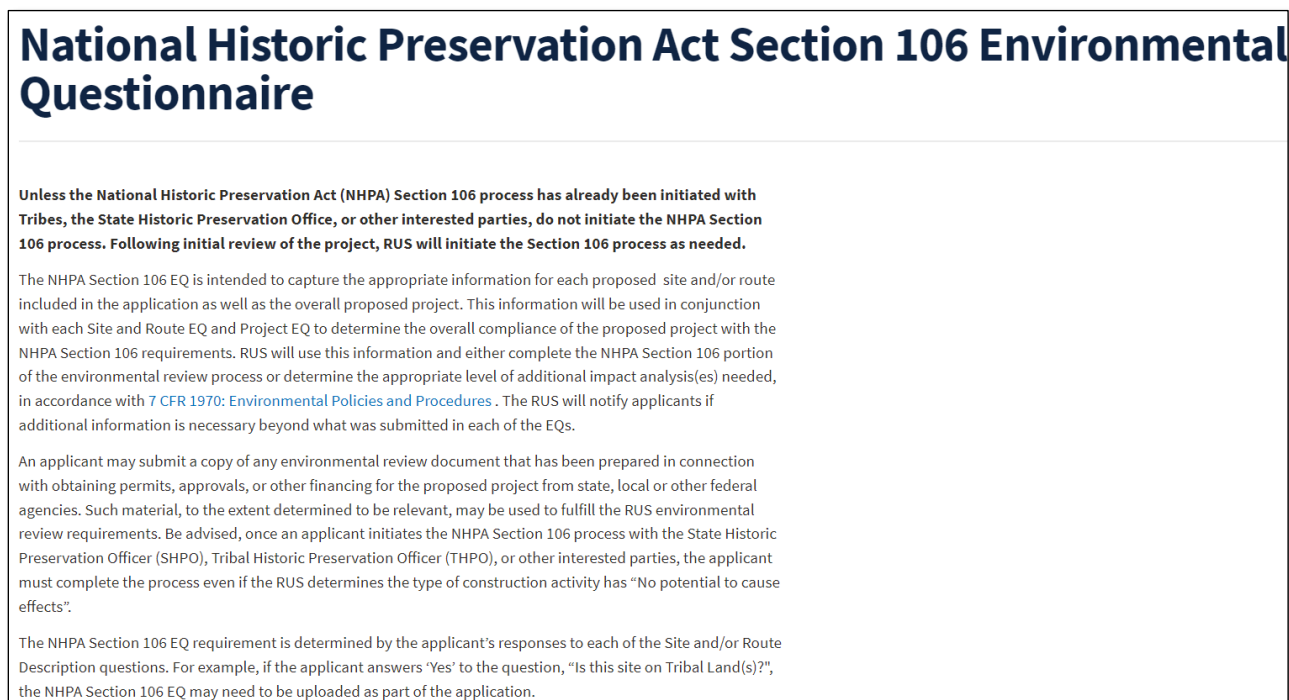 National Historic Preservation Act Section 106 Environmental
Questionnaire
Unless the National Historic Preservation Act (NHPA) Section 106 process has already been initiated with
Tribes, the State Historic Preservation Office, or other interested parties, do not initiate the NHPA Section
106 process. Following initial review of the project, RUS will initiate the Section 106 process as needed.
The NHPA Section 106 EQ is intended to capture the appropriate information for each proposed  site and/or route
included in the application as well as the overall proposed project. This information will be used in conjunction
with each Site and Route EQ and Project EQ to determine the overall compliance of the proposed project with the
NHPA Section 106 requirements. RUS will use this information and either complete the NHPA Section 106 portion
of the environmental review process or determine the appropriate level of additional impact analysis(es) needed,
in accordance with 7 CFR 1970: Environmental Policies and Procedures . The RUS will notify applicants if
additional information is necessary beyond what was submitted in each of the EQs.
An applicant may submit a copy of any environmental review document that has been prepared in connection
with obtaining permits, approvals, or other financing for the proposed project from state, local or other federal
agencies. Such material, to the extent determined to be relevant, may be used to fulfill the RUS environmental
review requirements. Be advised, once an applicant initiates the NHPA Section 106 process with the State Historic
Preservation Officer (SHPO), Tribal Historic Preservation Officer (THPO), or other interested parties, the applicant
must complete the process even if the RUS determines the type of construction activity has “No potential to cause
effects”.
The NHPA Section 106 EQ requirement is determined by the applicant’s responses to each of the Site and/or Route
Description questions. For example, if the applicant answers ‘Yes’ to the question, “Is this site on Tribal Land(s)?",
the NHPA Section 106 EQ may need to be uploaded as part of the application.